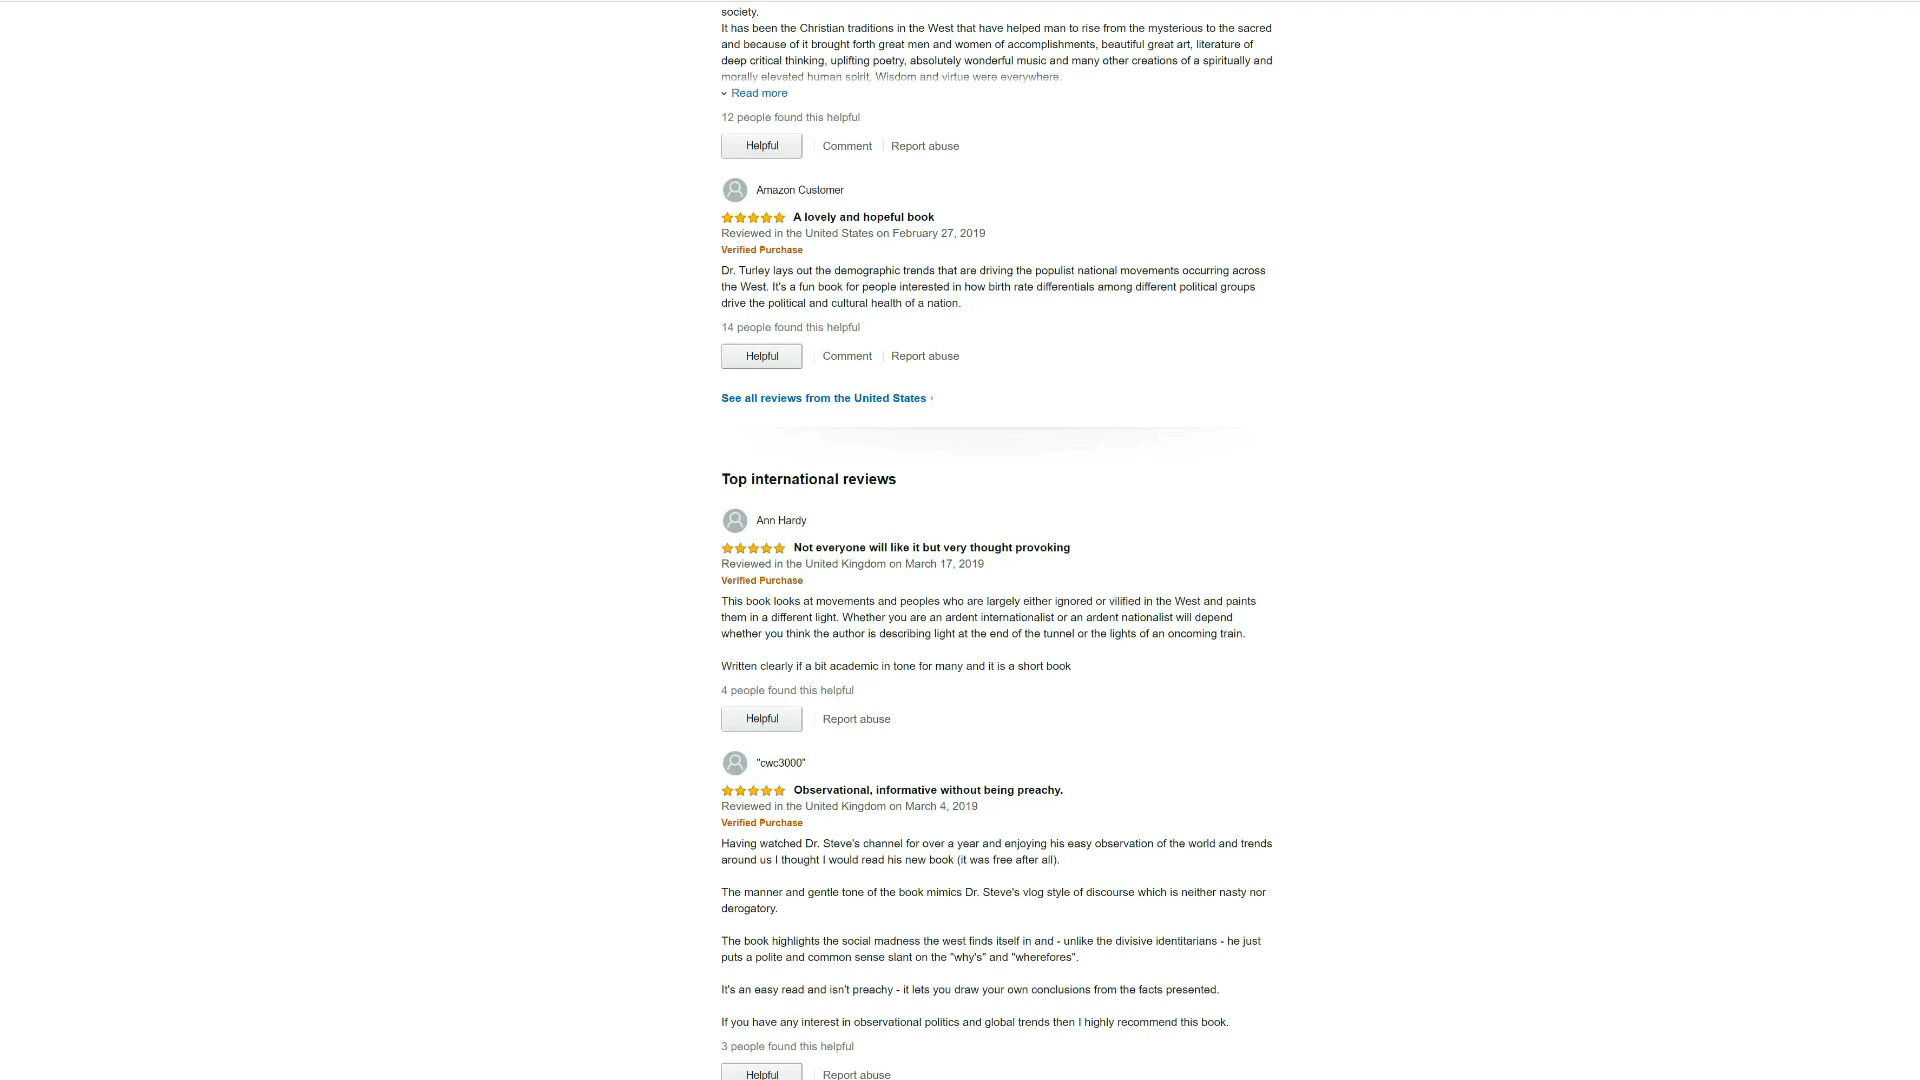 society.
It has been the Christian traditions in the West that have helped man to rise from the mysterious to the sacred
and because of it brought forth great men and women of accomplishments, beautiful great art, literature of
deep critical thinking, uplifting poetry, absolutely wonderful music and many other creations of a spiritually and
morally elevated human spirit. Wisdom and virtue were everywhere.
Read more
12 people found this helpful
Helpful Comment Report abuse
Amazon Customer
A lovely and hopeful book
Reviewed in the United States on February 27, 2019
Verified Purchase
Dr. Turley lays out the demographic trends that are driving the populist national movements occurring across
the West. It's a fun book for people interested in how birth rate differentials among different political groups
drive the political and cultural health of a nation.
14 people found this helpful
Helpful Comment Report abuse
See all reviews from the United States ›
Top international reviews
Ann Hardy
Not everyone will like it but very thought provoking
Reviewed in the United Kingdom on March 17, 2019
Verified Purchase
This book looks at movements and peoples who are largely either ignored or vilified in the West and paints
them in a different light. Whether you are an ardent internationalist or an ardent nationalist will depend
whether you think the author is describing light at the end of the tunnel or the lights of an oncoming train.
Written clearly if a bit academic in tone for many and it is a short book
4 people found this helpful
Helpful Report abuse
"cwc3000"
Observational, informative without being preachy.
Reviewed in the United Kingdom on March 4, 2019
Verified Purchase
Having watched Dr. Steve's channel for over a year and enjoying his easy observation of the world and trends
around us I thought I would read his new book (it was free after all).
The manner and gentle tone of the book mimics Dr. Steve's vlog style of discourse which is neither nasty nor
derogatory.
The book highlights the social madness the west finds itself in and - unlike the divisive identitarians - he just
puts a polite and common sense slant on the "why's" and "wherefores".
It's an easy read and isn't preachy - it lets you draw your own conclusions from the facts presented.
If you have any interest in observational politics and global trends then I highly recommend this book.
3 people found this helpful
Helpful Report abuse